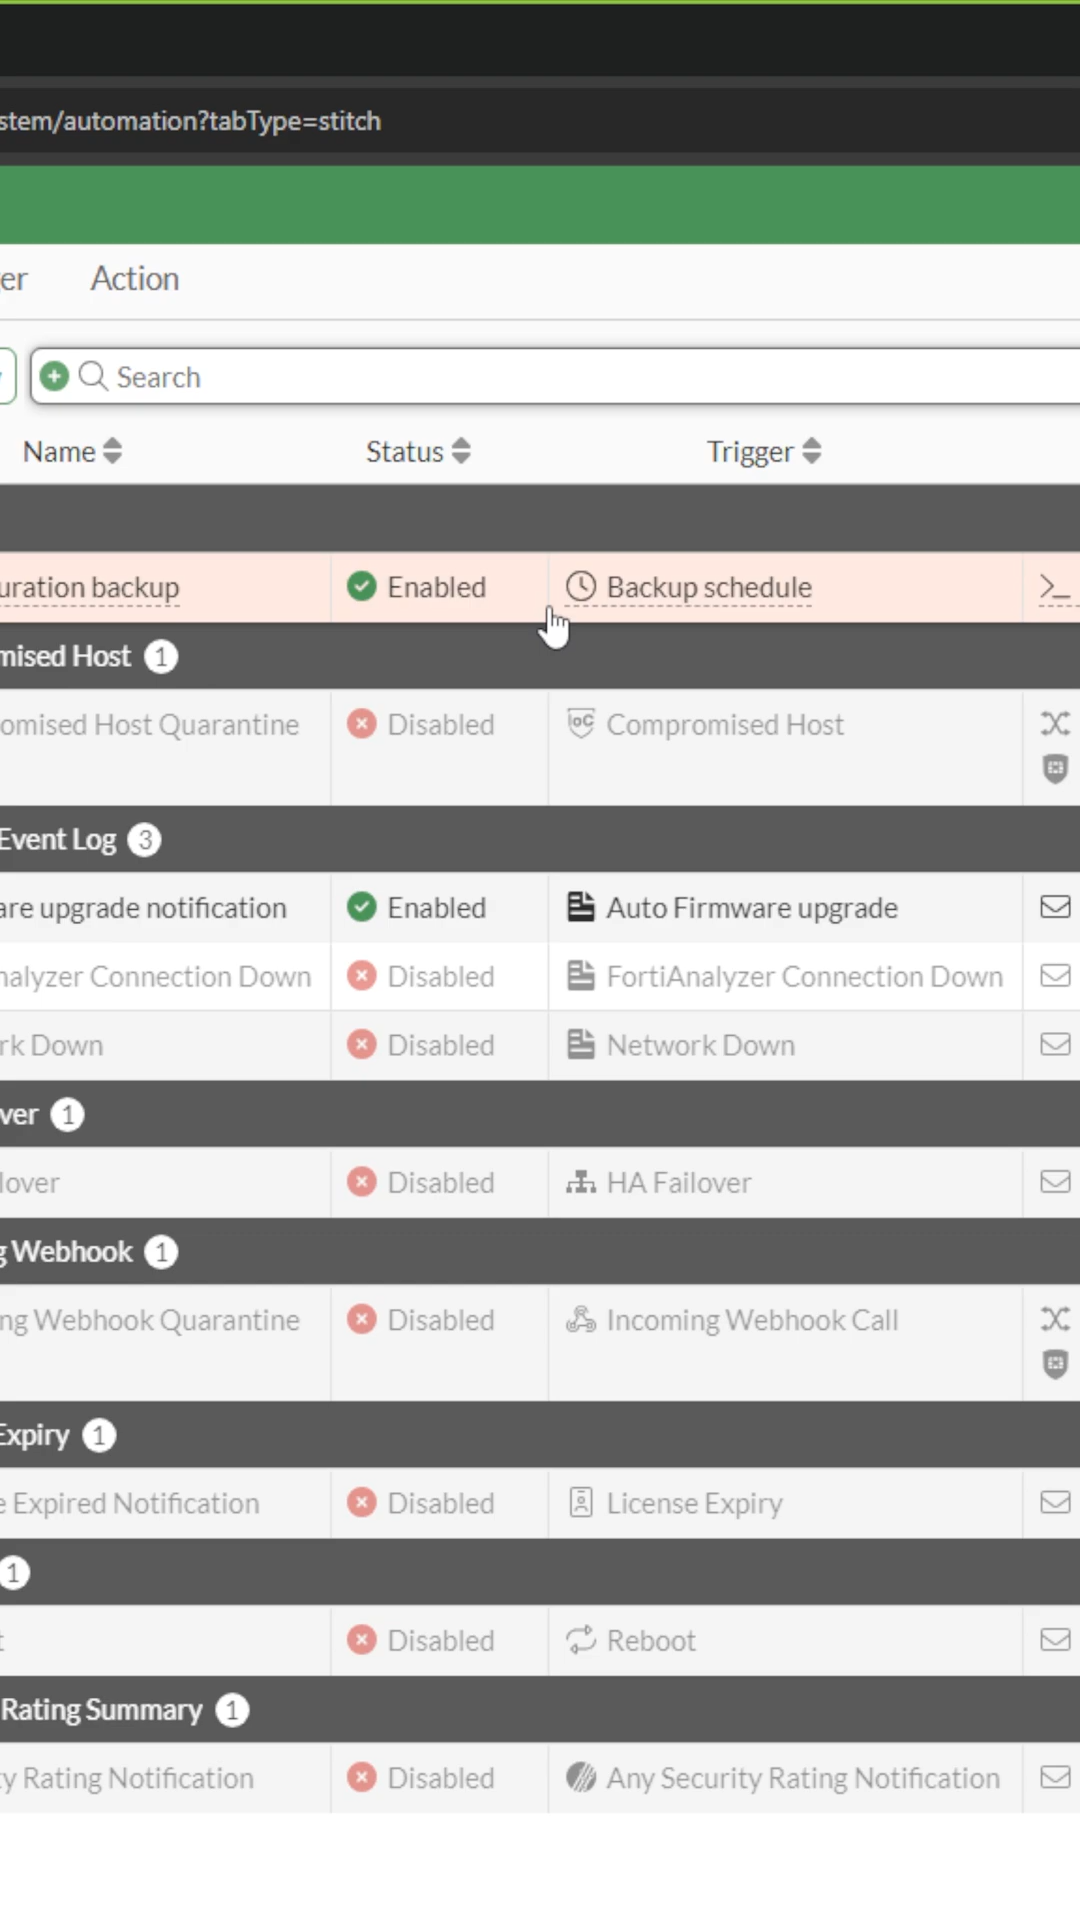 stem/automation?tabType=stitch
er Action
Search
Name Status Trigger
uration backup Enabled Backup schedule
mised Host 1
omised Host Quarantine Disabled Compromised Host
Event Log 3
are upgrade notification Enabled Auto Firmware upgrade
nalyzer Connection Down Disabled FortiAnalyzer Connection Down
rk Down Disabled Network Down
ver 1
lover Disabled HA Failover
g Webhook 1
ng Webhook Quarantine Disabled Incoming Webhook Call
Expiry 1
e Expired Notification Disabled License Expiry
1
t Disabled Reboot
Rating Summary 1
ty Rating Notification Disabled Any Security Rating Notification